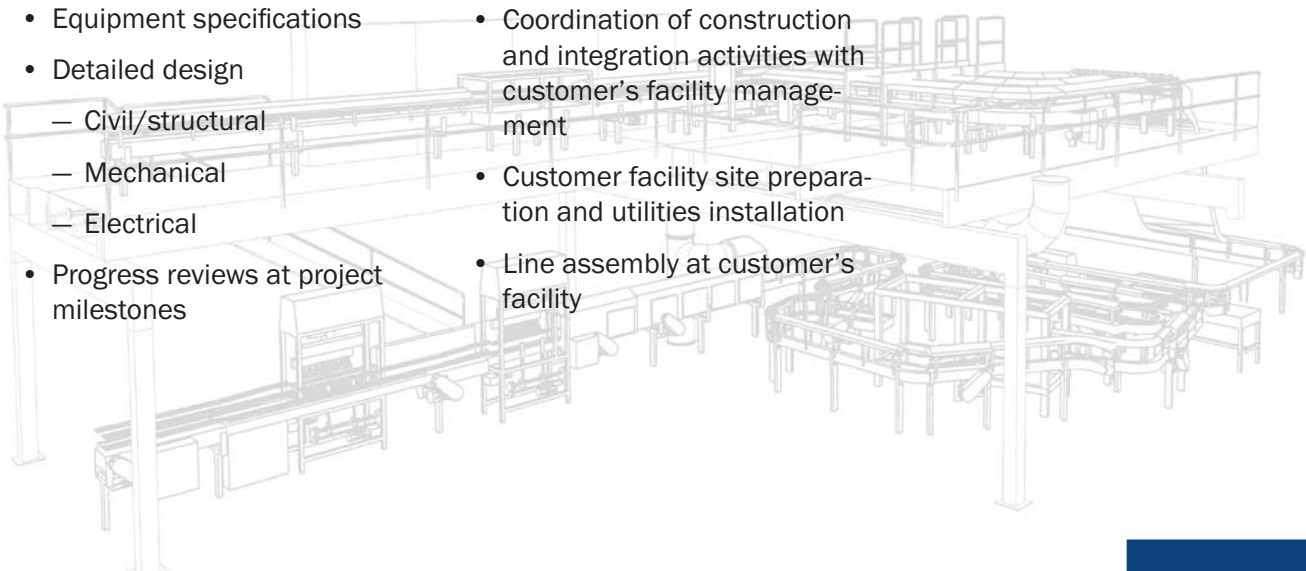 • Equipment specifications
• Detailed design
— Civil/structural
— Mechanical
— Electrical
• Progress reviews at project
milestones
• Coordination of construction
and integration activities with
customer’s facility manage-
ment
• Customer facility site prepara-
tion and utilities installation
• Line assembly at customer’s
facility